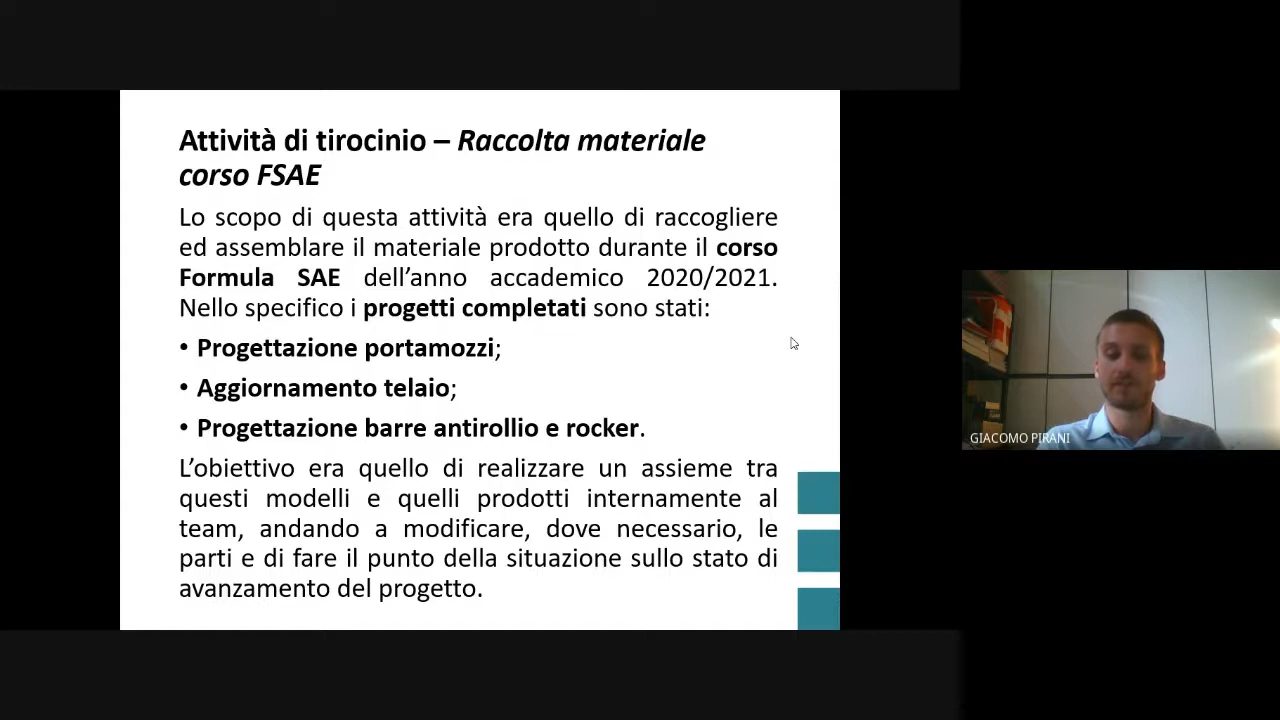 Attività di tirocinio – Raccolta materiale
corso FSAE
Lo scopo di questa attività era quello di raccogliere
ed assemblare il materiale prodotto durante il corso
Formula SAE dell’anno accademico 2020/2021.
Nello specifico i progetti completati sono stati:
• Progettazione portamozzi;
• Aggiornamento telaio;
• Progettazione barre antirollio e rocker.
L’obiettivo era quello di realizzare un assieme tra
questi modelli e quelli prodotti internamente al
team, andando a modificare, dove necessario, le
parti e di fare il punto della situazione sullo stato di
avanzamento del progetto.
GIACOMO PIRANI